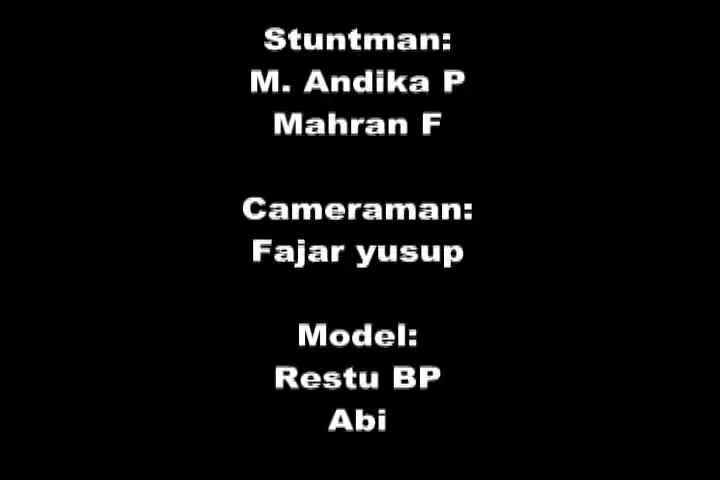 Stuntman:
M. Andika P
Mahran F
Cameraman:
Fajar yusup
Model:
Restu BP
Abi